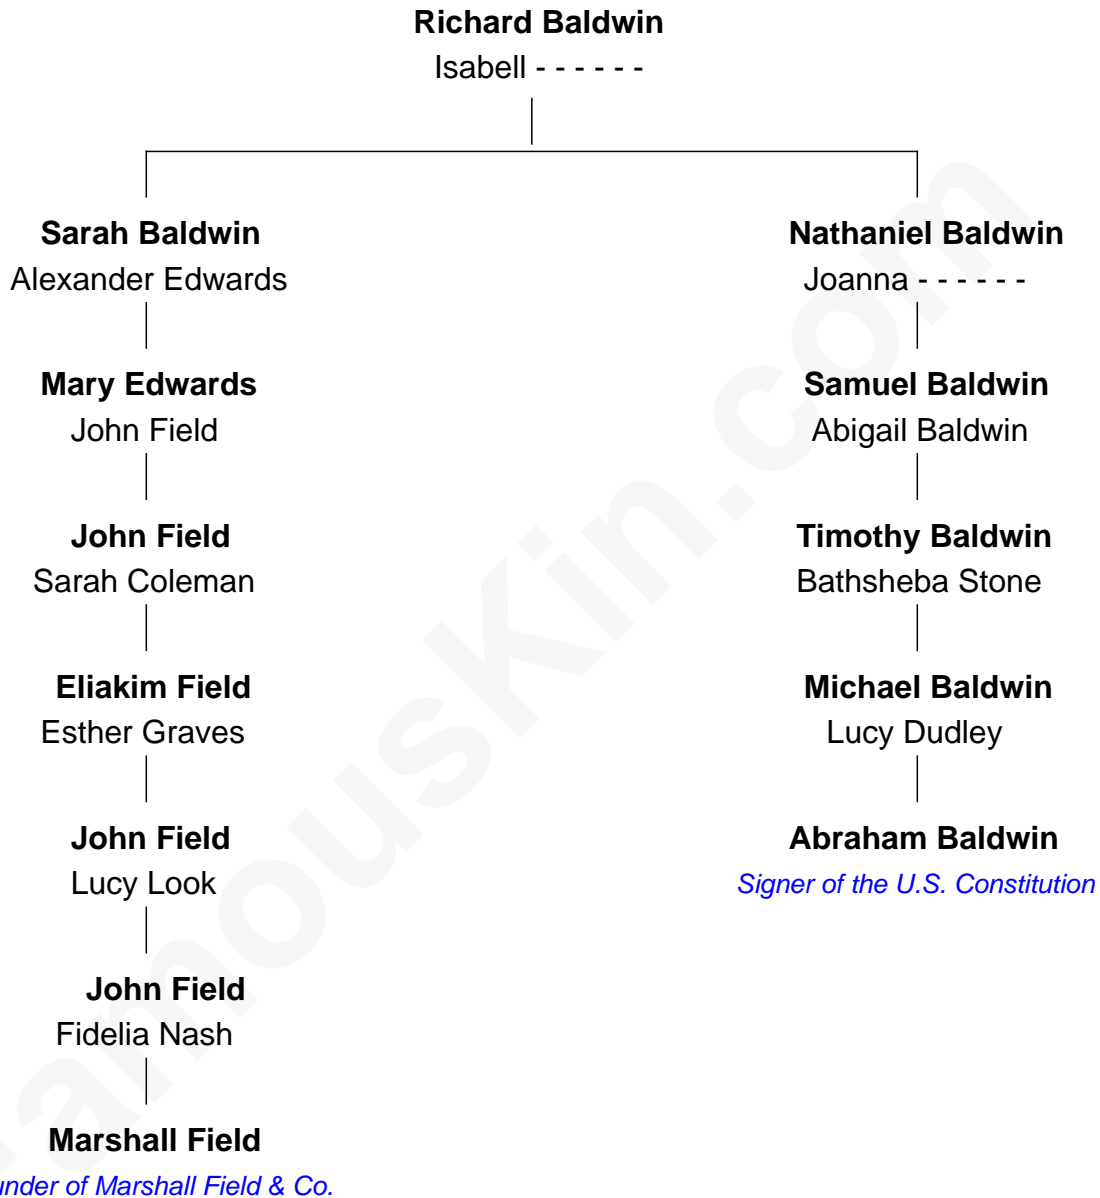 Richard Baldwin
Isabell - - - - - -
Sarah Baldwin
Alexander Edwards
Nathaniel Baldwin
Joanna - - - - - -
Mary Edwards
John Field
Samuel Baldwin
Abigail Baldwin
John Field
Sarah Coleman
Timothy Baldwin
Bathsheba Stone
Eliakim Field
Esther Graves
Michael Baldwin
Lucy Dudley
John Field
Lucy Look
Abraham Baldwin
Signer of the U.S. Constitution
John Field
Fidelia Nash
Marshall Field
under of Marshall Field & Co.
amouskin.com